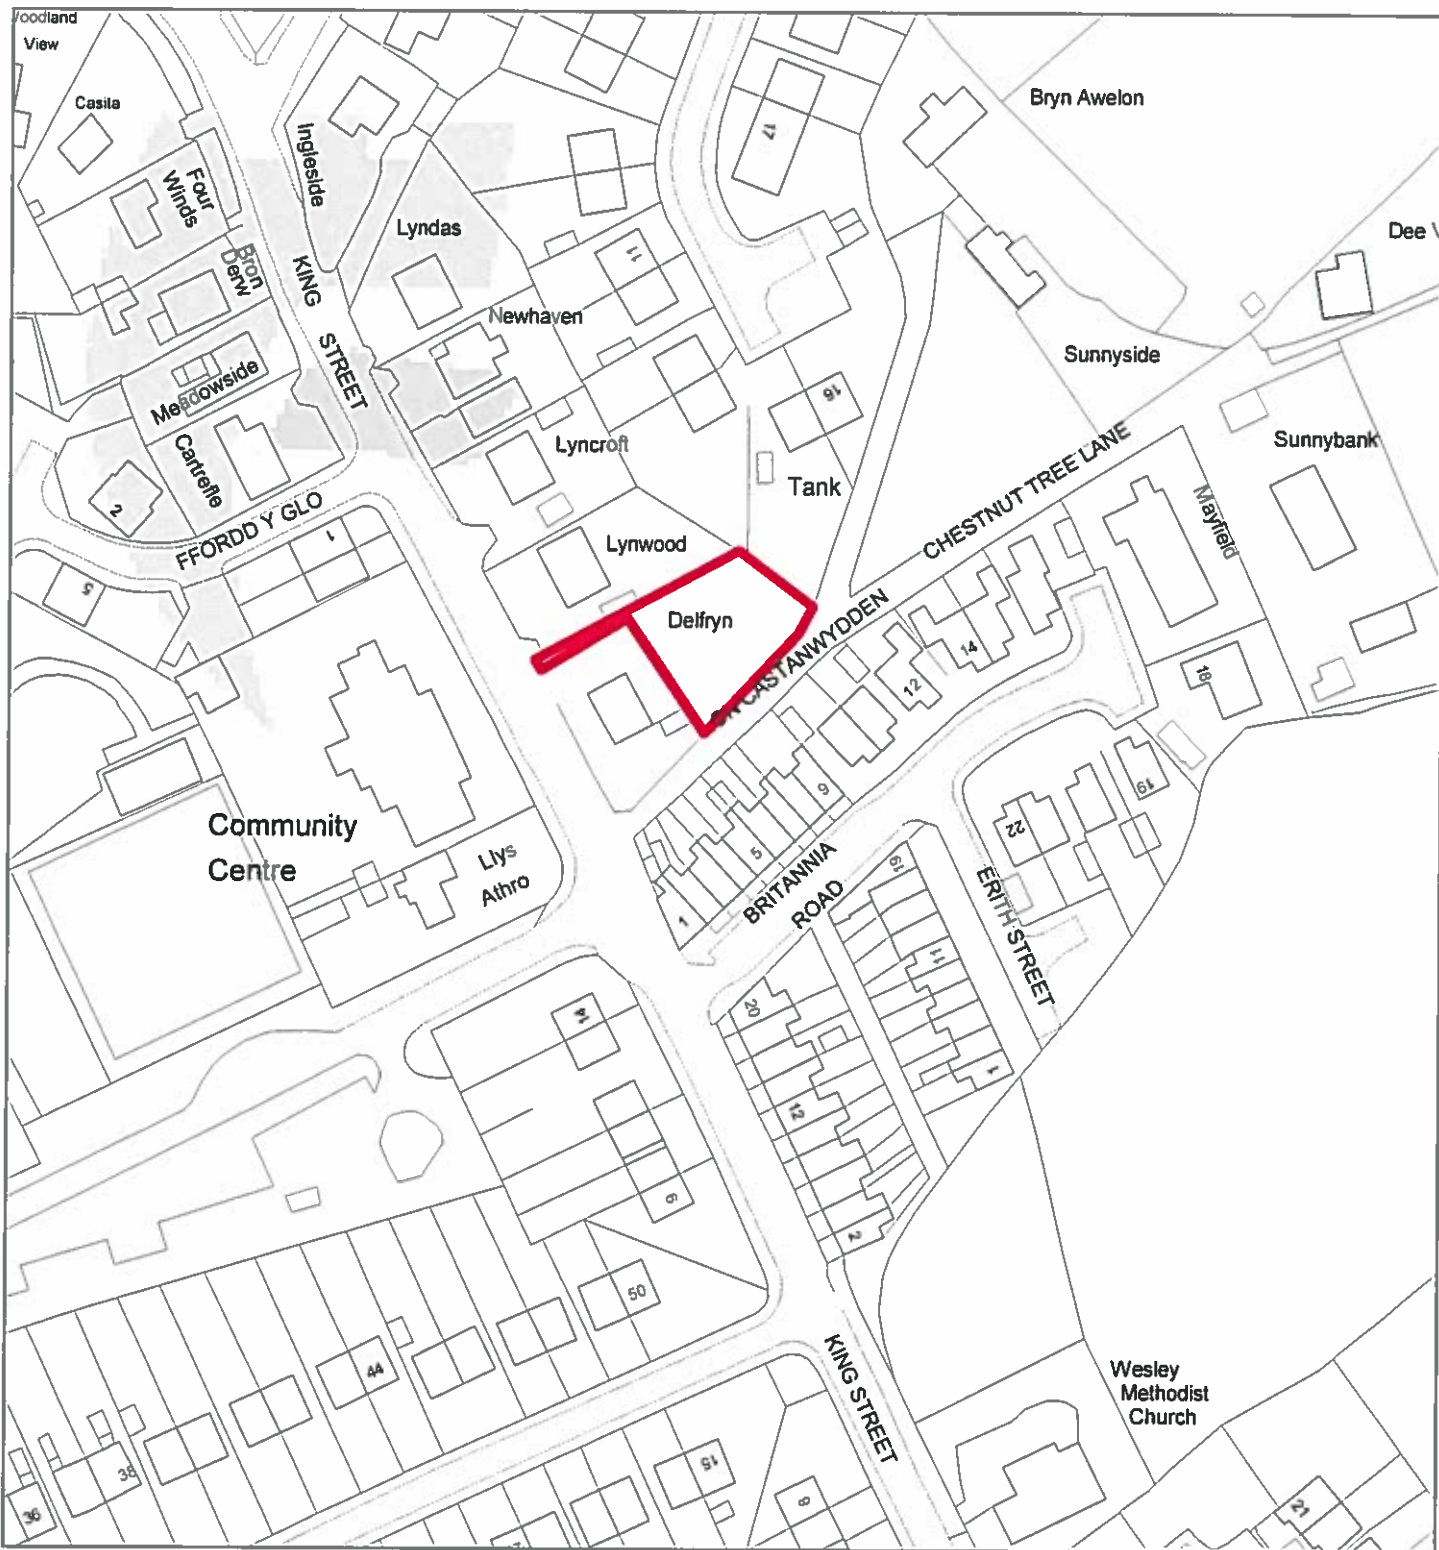 View
Casita
Bryn Awelon
17
Ingleside
Four
Winds
Lyndas
Dee
Bron
Derw
11
KING
STREET
Newhaven
Sunnyside
Meadowside
16
Lyncroft
Sunnybank
Cartrefle
Tank
CHESTNUT TREE LANE
Mayfield
2
FFORDD Y GLO
1
Lynwood
5
Delfryn
CASTANWYDDEN
14
12
18
9
19
Community
Centre
22
Llys
Athro
5
BRITANNIA
ROAD
19
ERITH STREET
1
11
14
20
1
12
6
2
50
44
KING STREET
Wesley
Methodist
Church
38
15
36
8
21